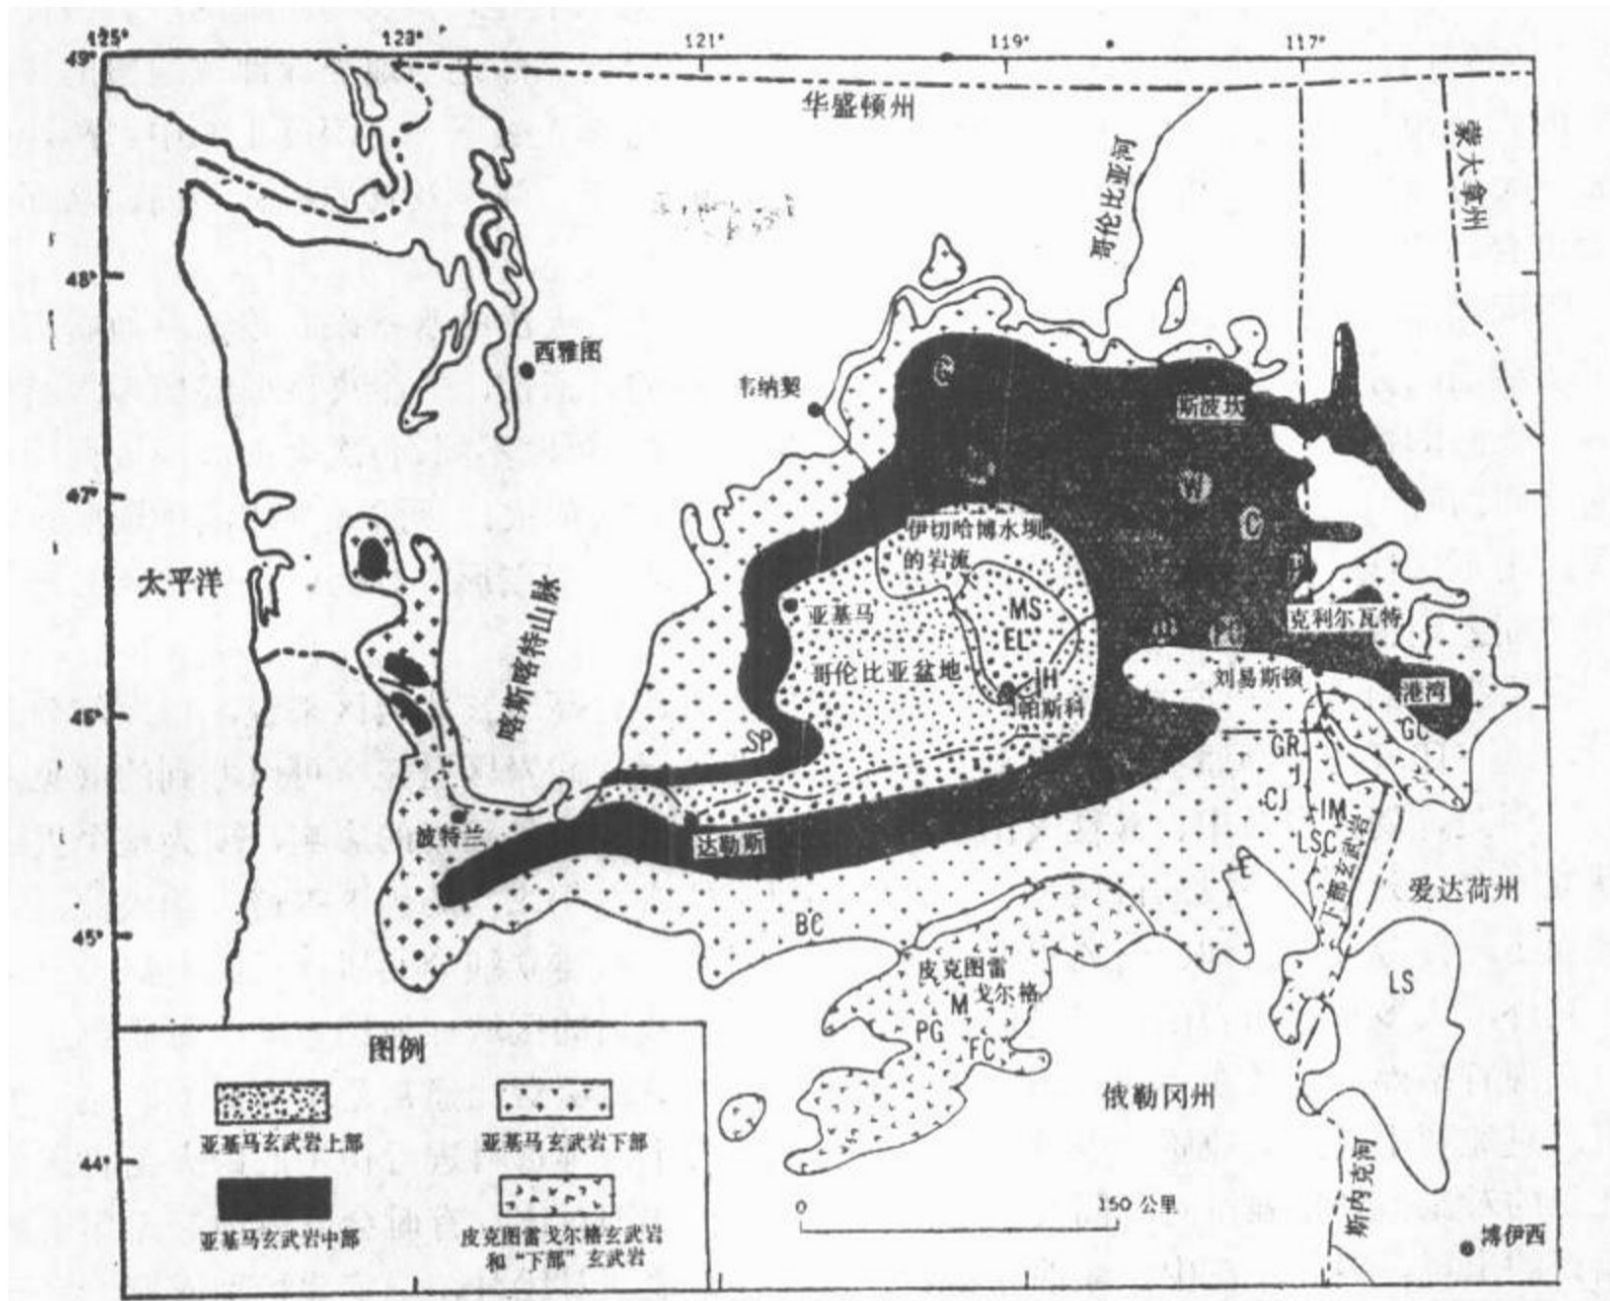 125°
123°
121°
119°
117°
49°
华盛顿州
蒙大拿州
哥伦比亚河
48°
西雅图
韦纳契
斯波坎
47°
W
C
伊切哈博水坝
的岩流
太平洋
喀斯喀特山脉
亚基马
MS
EL
克利尔瓦特
哥伦比亚盆地
IH
帕斯科
刘易斯顿
港湾
46°
SP
GC
GR
J
CJ
IM
LSC
下部玄武岩
波特兰
达勒斯
E
爱达荷州
45°
BC
皮克图雷
戈尔格
M
PG
FC
LS
俄勒冈州
44°
斯内克河
博伊西
0
150 公里
图例
亚基马玄武岩上部
亚基马玄武岩下部
亚基马玄武岩中部
皮克图雷戈尔格玄武岩
和“下部”玄武岩